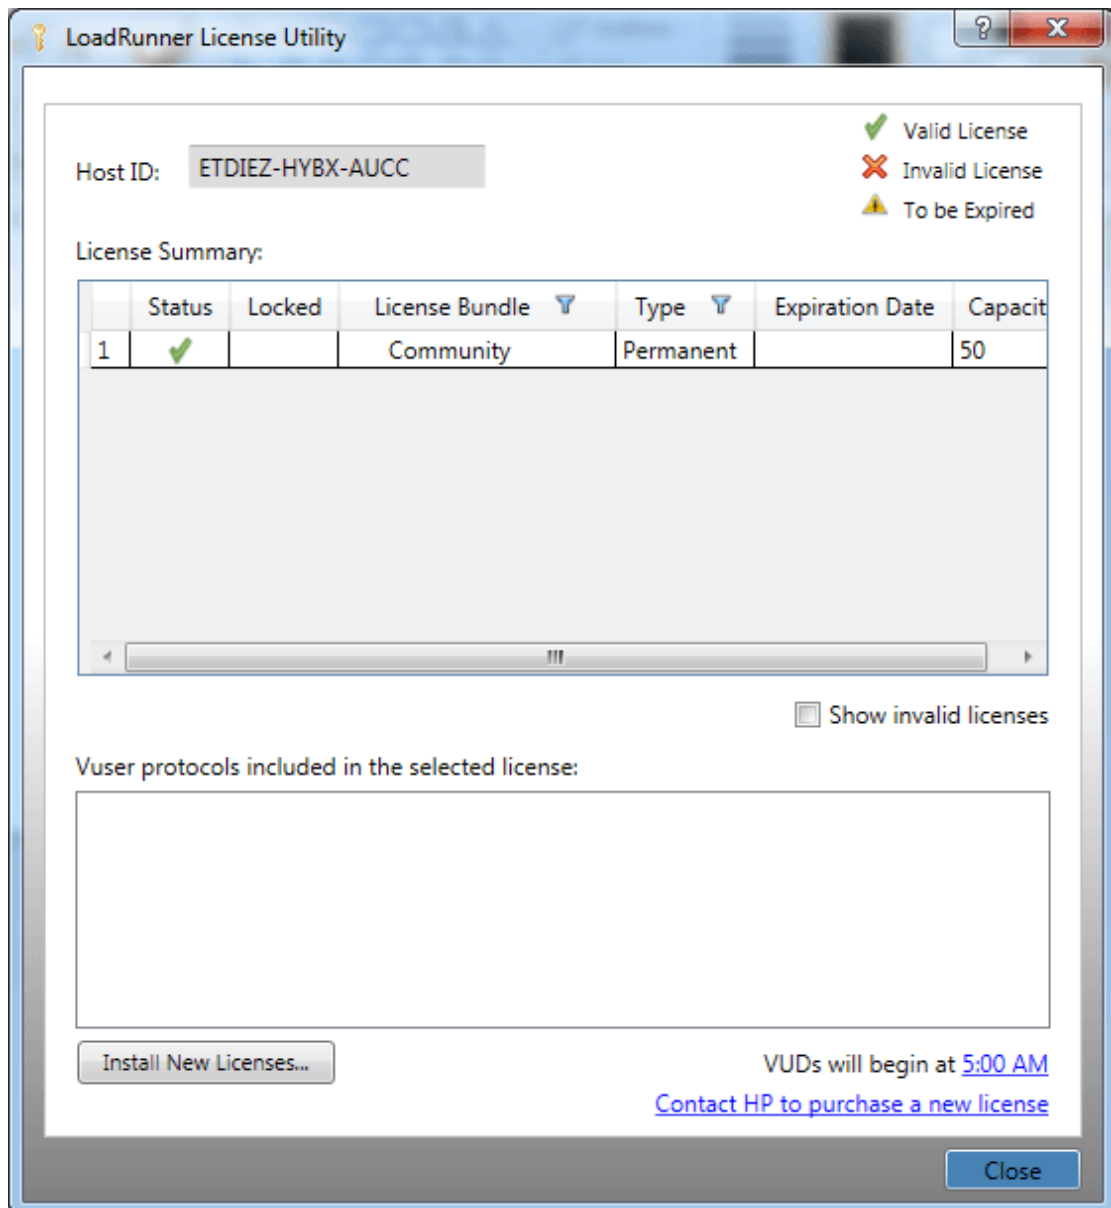 LoadRunner License Utility
Valid License
Host ID: ETDIEZ-HYBX-AUCC
Invalid License
To be Expired
License Summary:
Status Locked License Bundle Type Expiration Date Capacit
1 Community Permanent 50
Show invalid licenses
Vuser protocols included in the selected license:
Install New Licenses...
VUDs will begin at 5:00 AM
Contact HP to purchase a new license
Close